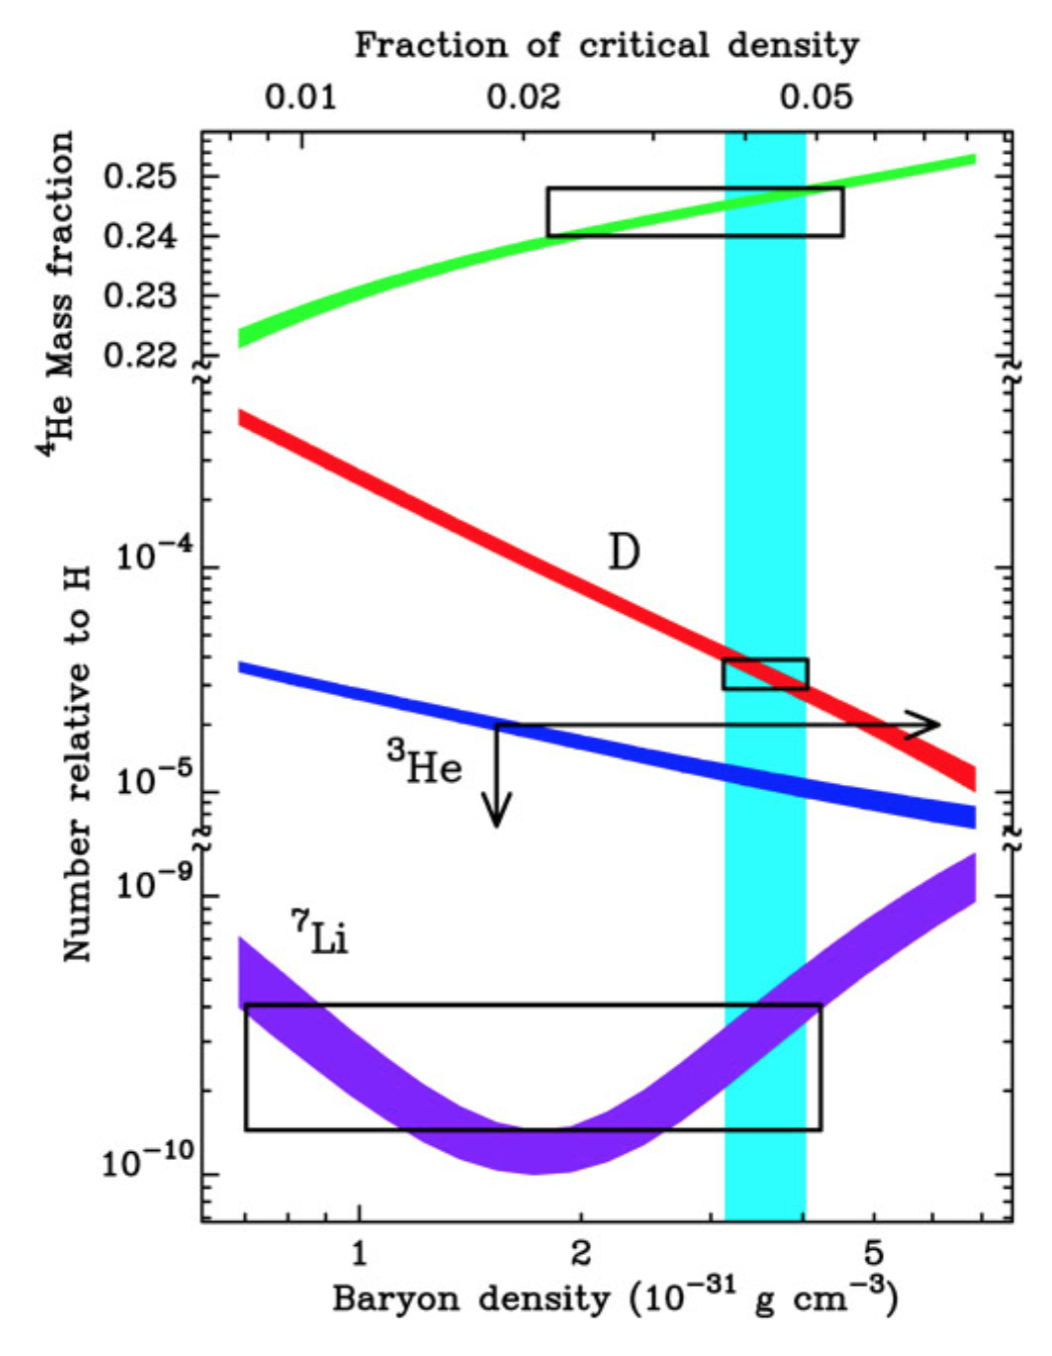 Fraction of critical density
0.01 0.02 0.05
⁴He Mass fraction
0.25
0.24
0.23
0.22
Number relative to H
10⁻⁴
10⁻⁵
10⁻⁹
10⁻¹⁰
D
³He
⁷Li
1 2 5
Baryon density (10⁻³¹ g cm⁻³)